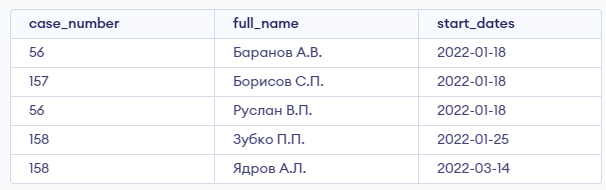 case_number full_name start_dates
56 Баранов А.В. 2022-01-18
157 Борисов С.П. 2022-01-18
56 Руслан В.П. 2022-01-18
158 Зубко П.П. 2022-01-25
158 Ядров А.Л. 2022-03-14